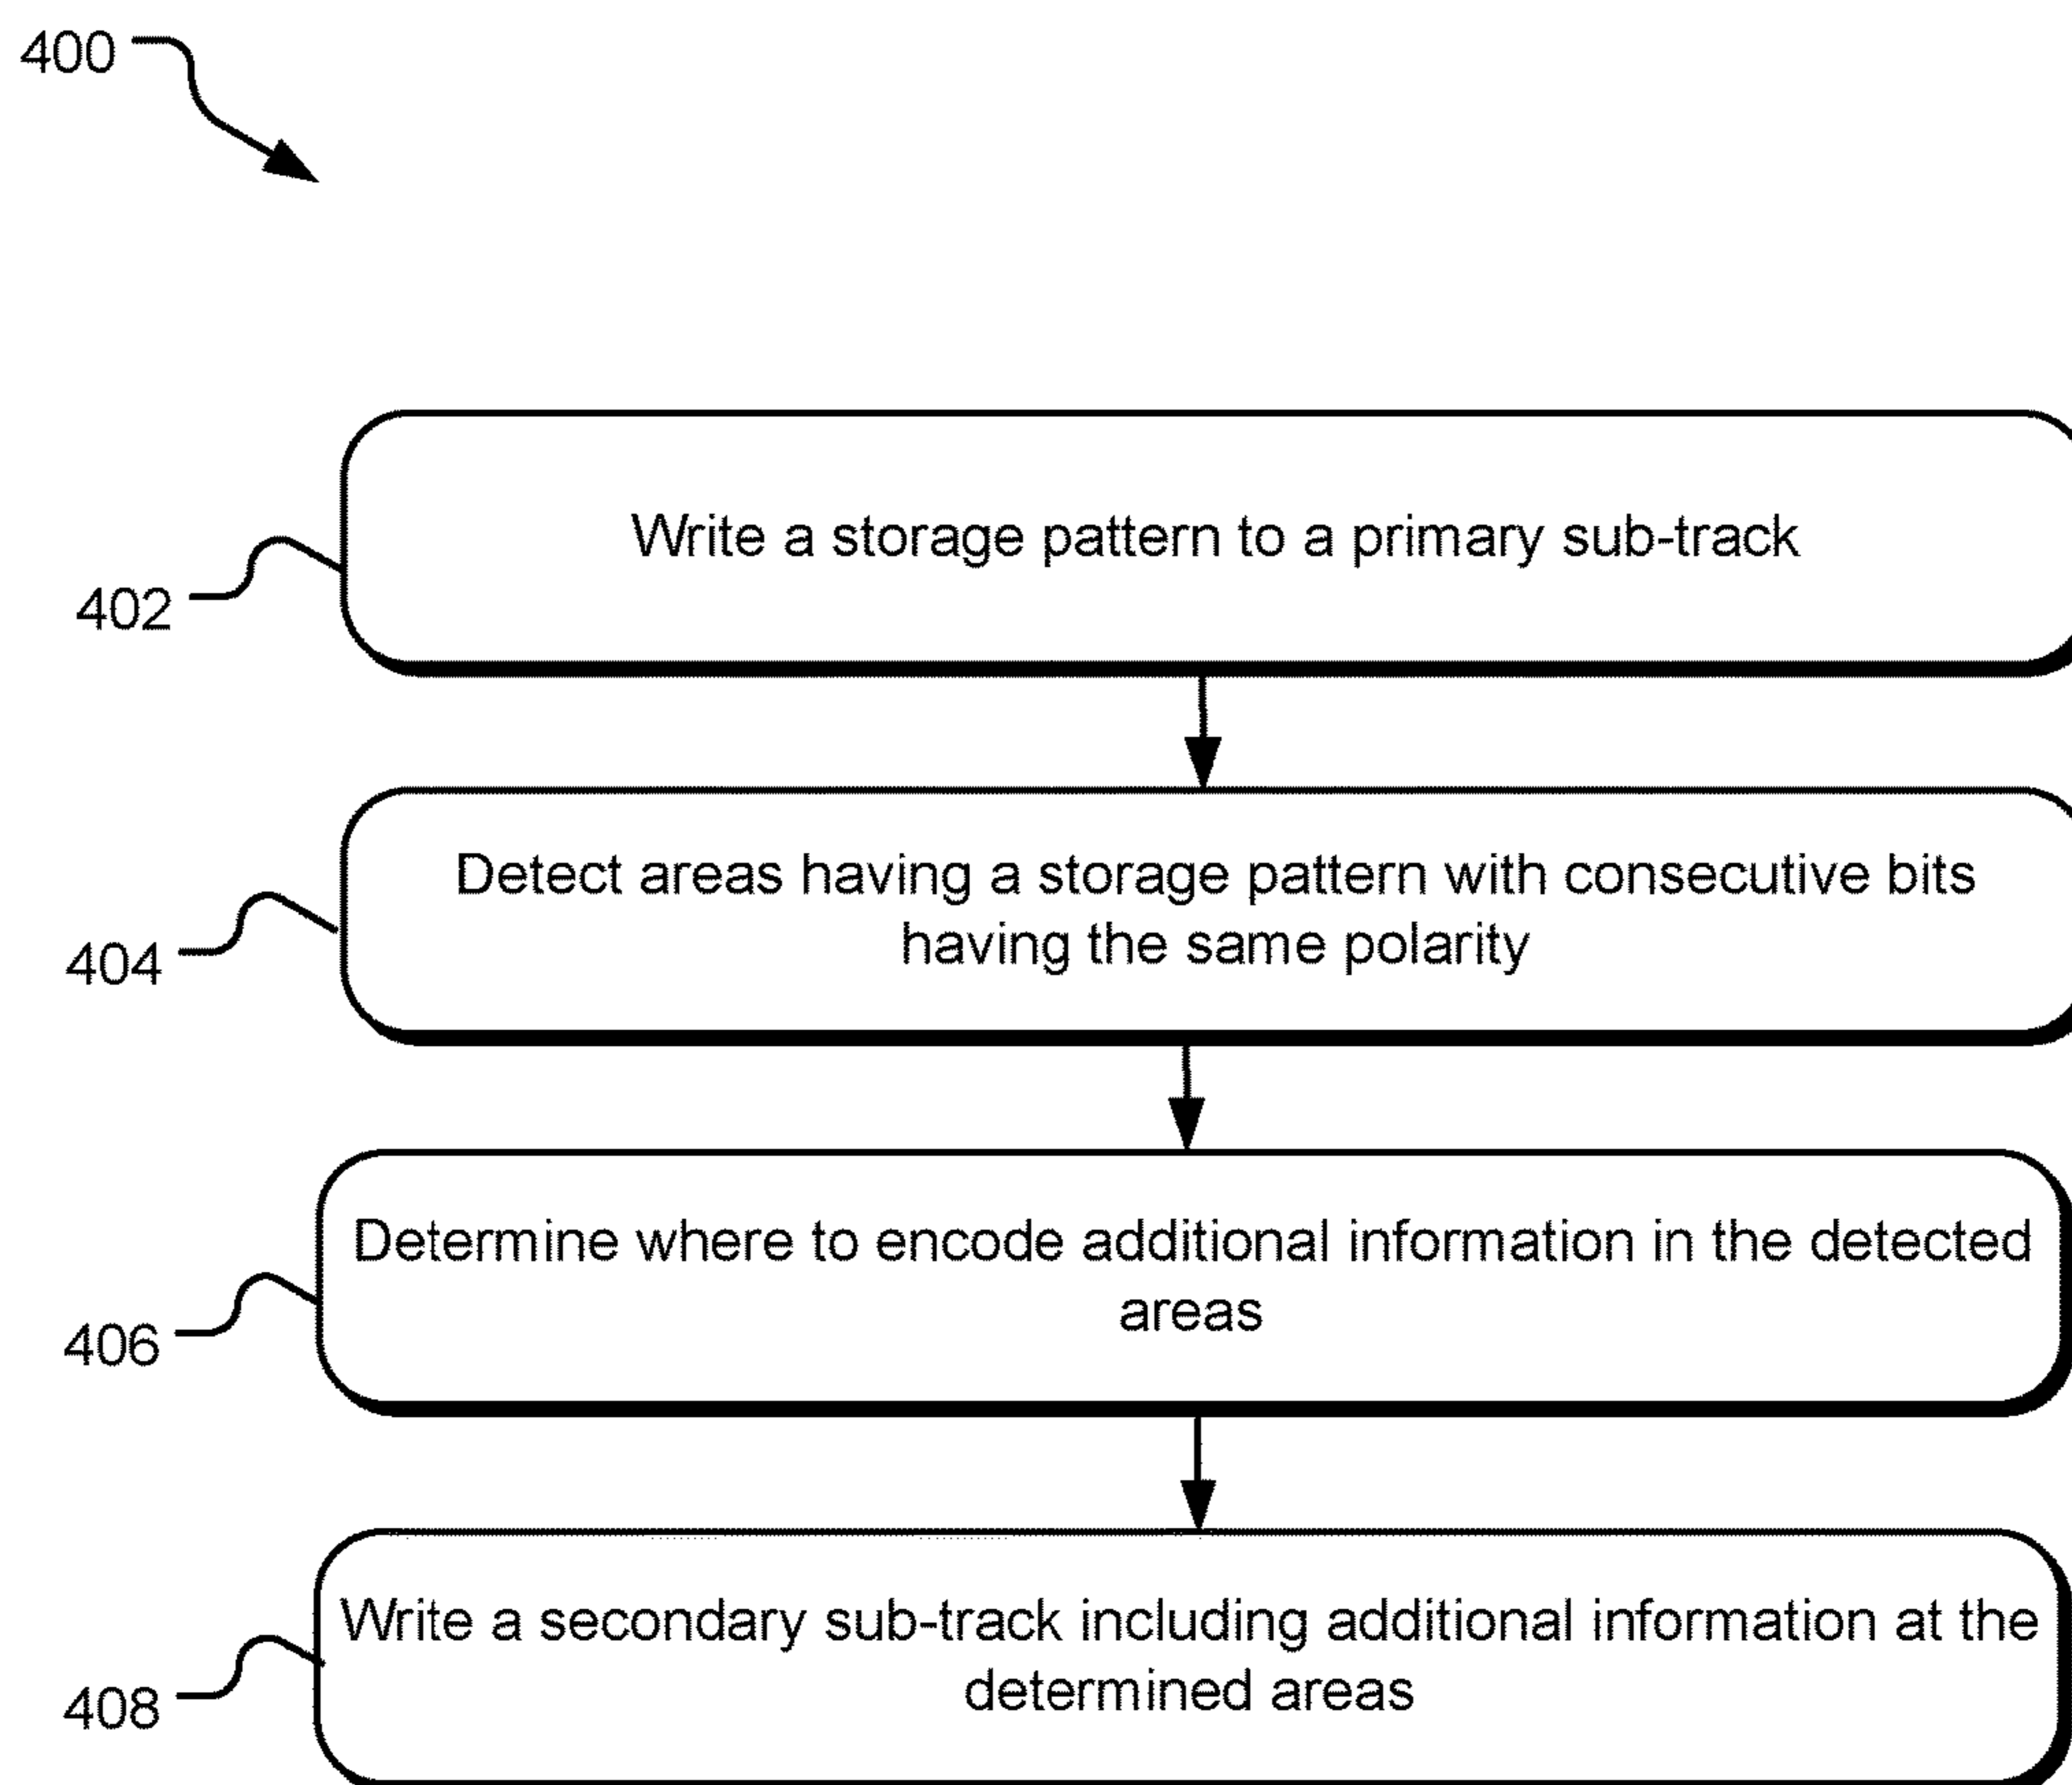 400
Write a storage pattern to a primary sub-track
402
Detect areas having a storage pattern with consecutive bits
having the same polarity
404
Determine where to encode additional information in the detected
areas
406
Write a secondary sub-track including additional information at the
determined areas
408